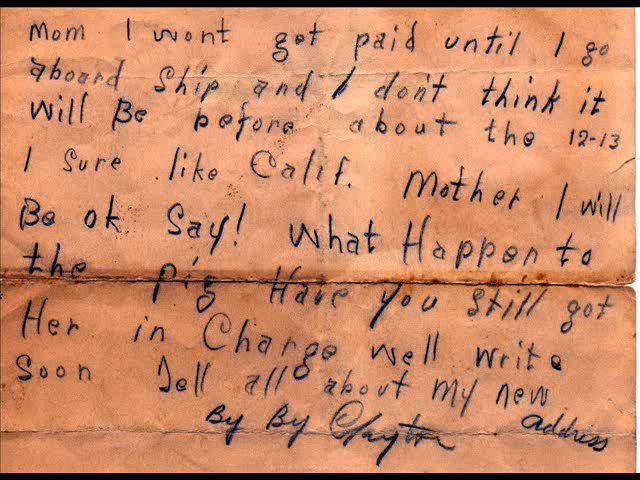 Mom I wont get paid until I go
aboard Ship and I don't think it
will Be before about the 12-13
I Sure like Calif. Mother I will
Be ok Say! what Happen to
the pig Have you still got
Her in Charge well write
Soon Tell all about my new
address
By By Clayton